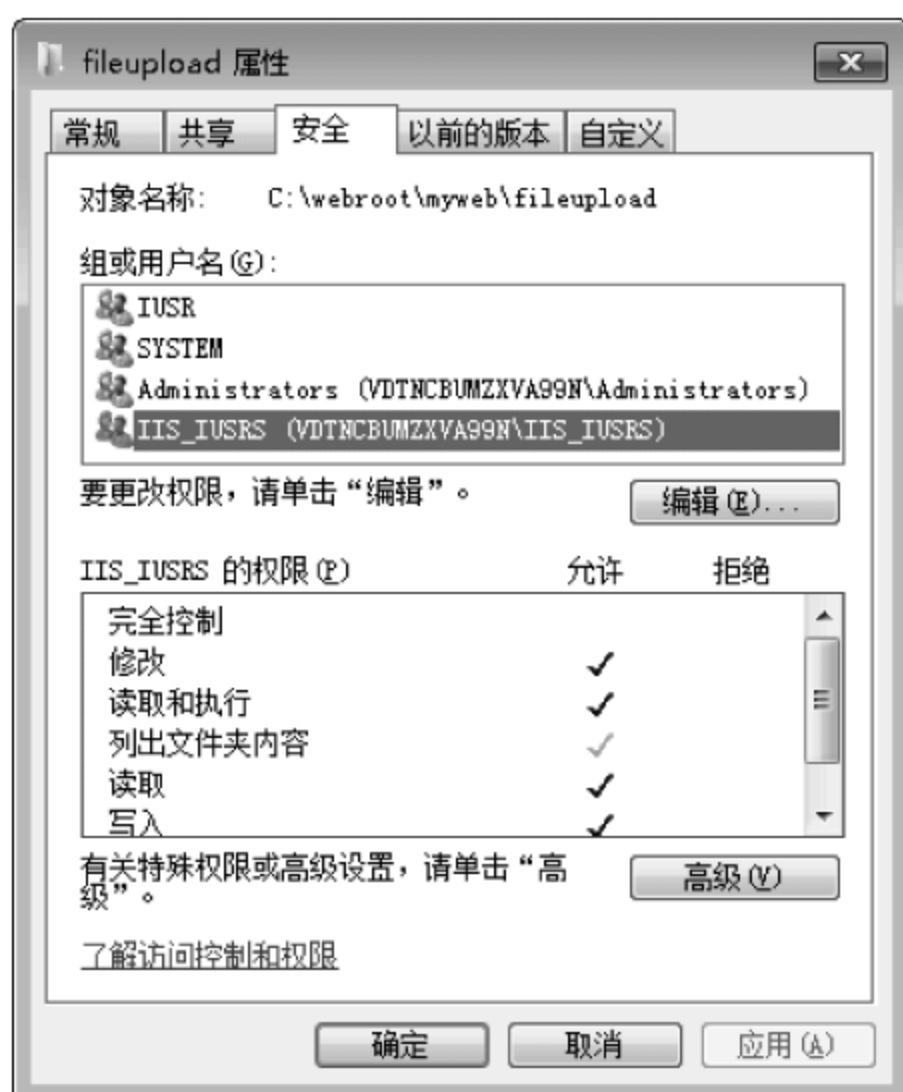 fileupload 属性
常规 共享 安全 以前的版本 自定义
对象名称: C:\webroot\myweb\fileupload
组或用户名(G):
IUSR
SYSTEM
Administrators (VDTNCBUMZXVA99N\Administrators)
IIS_IUSRS (VDTNCBUMZXVA99N\IIS_IUSRS)
要更改权限，请单击“编辑”。 编辑(E)...
IIS_IUSRS 的权限(P) 允许 拒绝
完全控制
修改
读取和执行
列出文件夹内容
读取
写入
有关特殊权限或高级设置，请单击“高
级”。 高级(V)
了解访问控制和权限
确定 取消 应用(A)